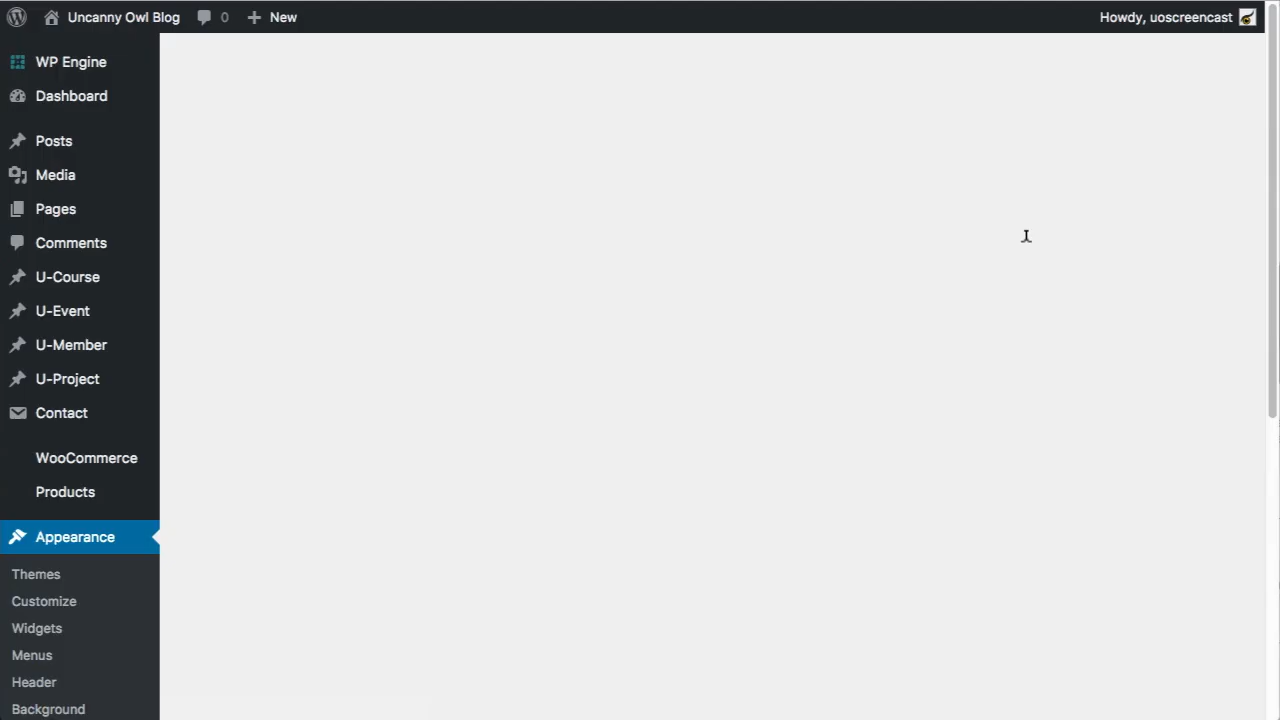 Uncanny Owl Blog 0 New Howdy, uoscreencast
WP Engine
Dashboard
Posts
Media
Pages
Comments
U-Course
U-Event
U-Member
U-Project
Contact
WooCommerce
Products
Appearance
Themes
Customize
Widgets
Menus
Header
Background